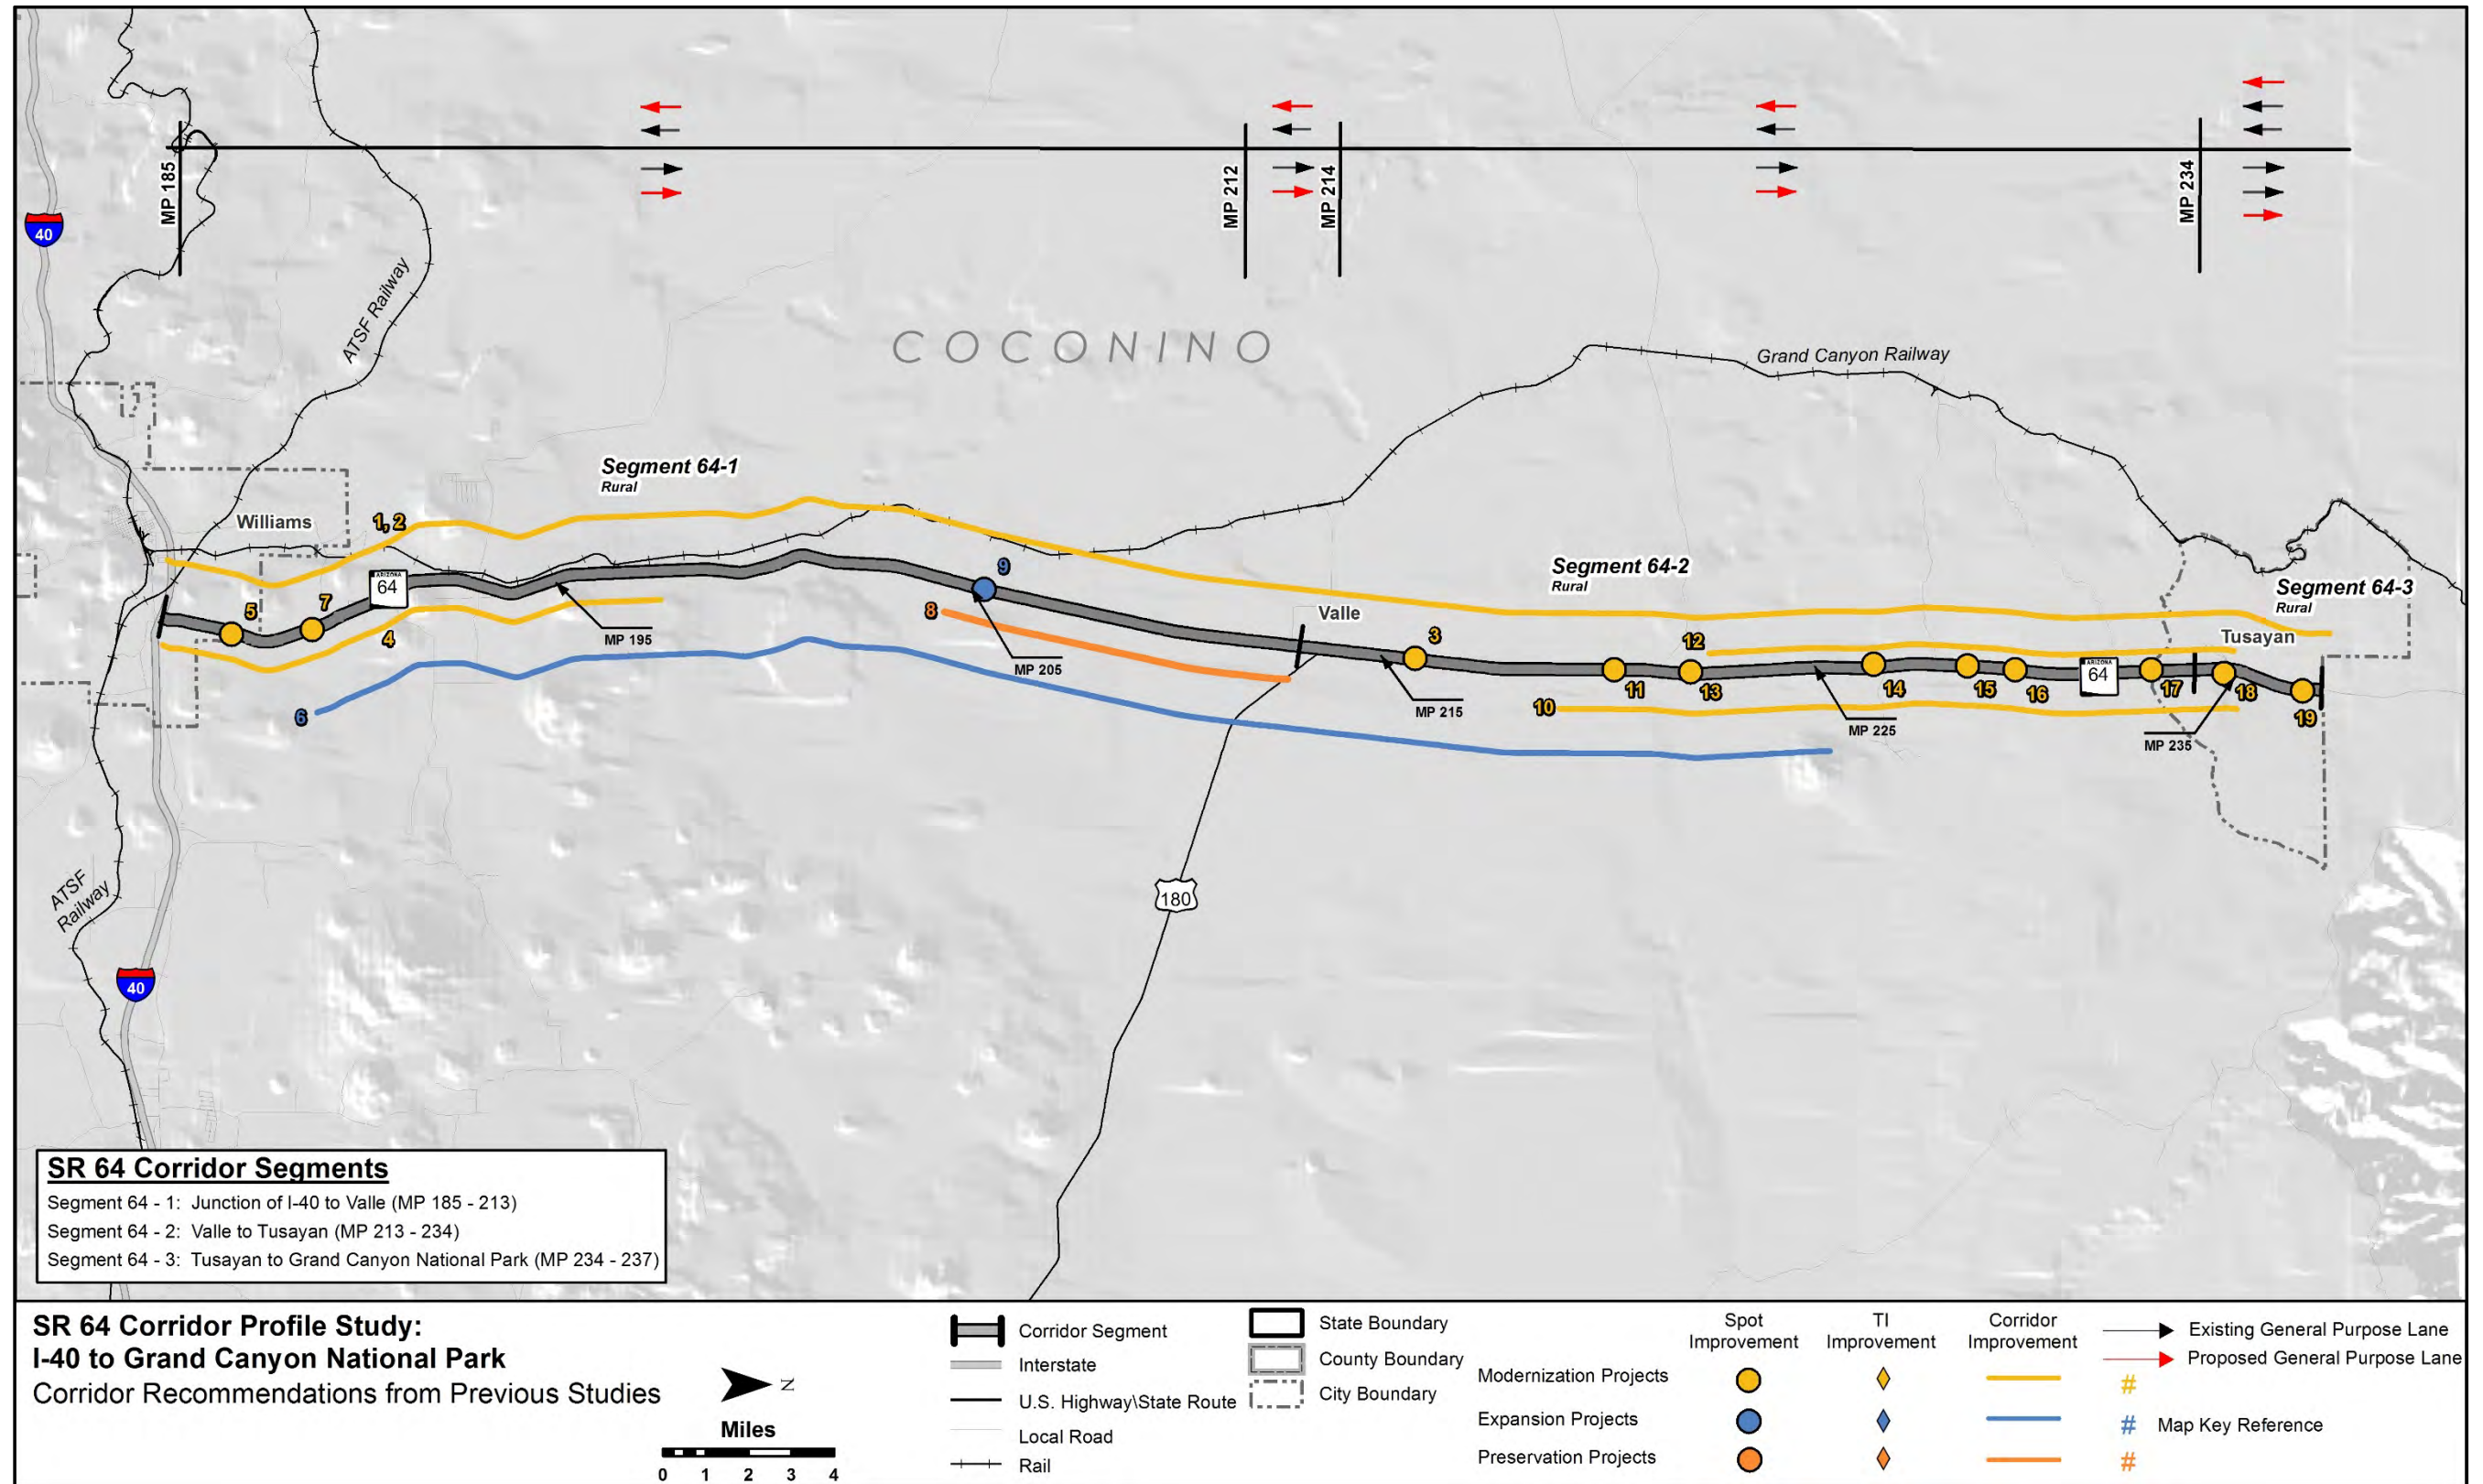 MP 185
MP 212
MP 214
MP 234
40
ATSF Railway
COCONINO
Grand Canyon Railway
Segment 64-1
Rural
Williams
1, 2
ARIZONA
64
5
7
4
6
MP 195
9
8
MP 205
Valle
Segment 64-2
Rural
3
MP 215
12
11
13
10
MP 225
14
15
16
ARIZONA
64
17
MP 235
Segment 64-3
Rural
Tusayan
18
19
180
ATSF
Railway
40
SR 64 Corridor Segments
Segment 64 - 1: Junction of I-40 to Valle (MP 185 - 213)
Segment 64 - 2: Valle to Tusayan (MP 213 - 234)
Segment 64 - 3: Tusayan to Grand Canyon National Park (MP 234 - 237)
SR 64 Corridor Profile Study:
I-40 to Grand Canyon National Park
Corridor Recommendations from Previous Studies
N
Miles
0 1 2 3 4
Corridor Segment
Interstate
U.S. Highway\State Route
Local Road
Rail
State Boundary
County Boundary
City Boundary
Spot Improvement
TI Improvement
Corridor Improvement
Modernization Projects
Expansion Projects
Preservation Projects
Existing General Purpose Lane
Proposed General Purpose Lane
#
# Map Key Reference
#